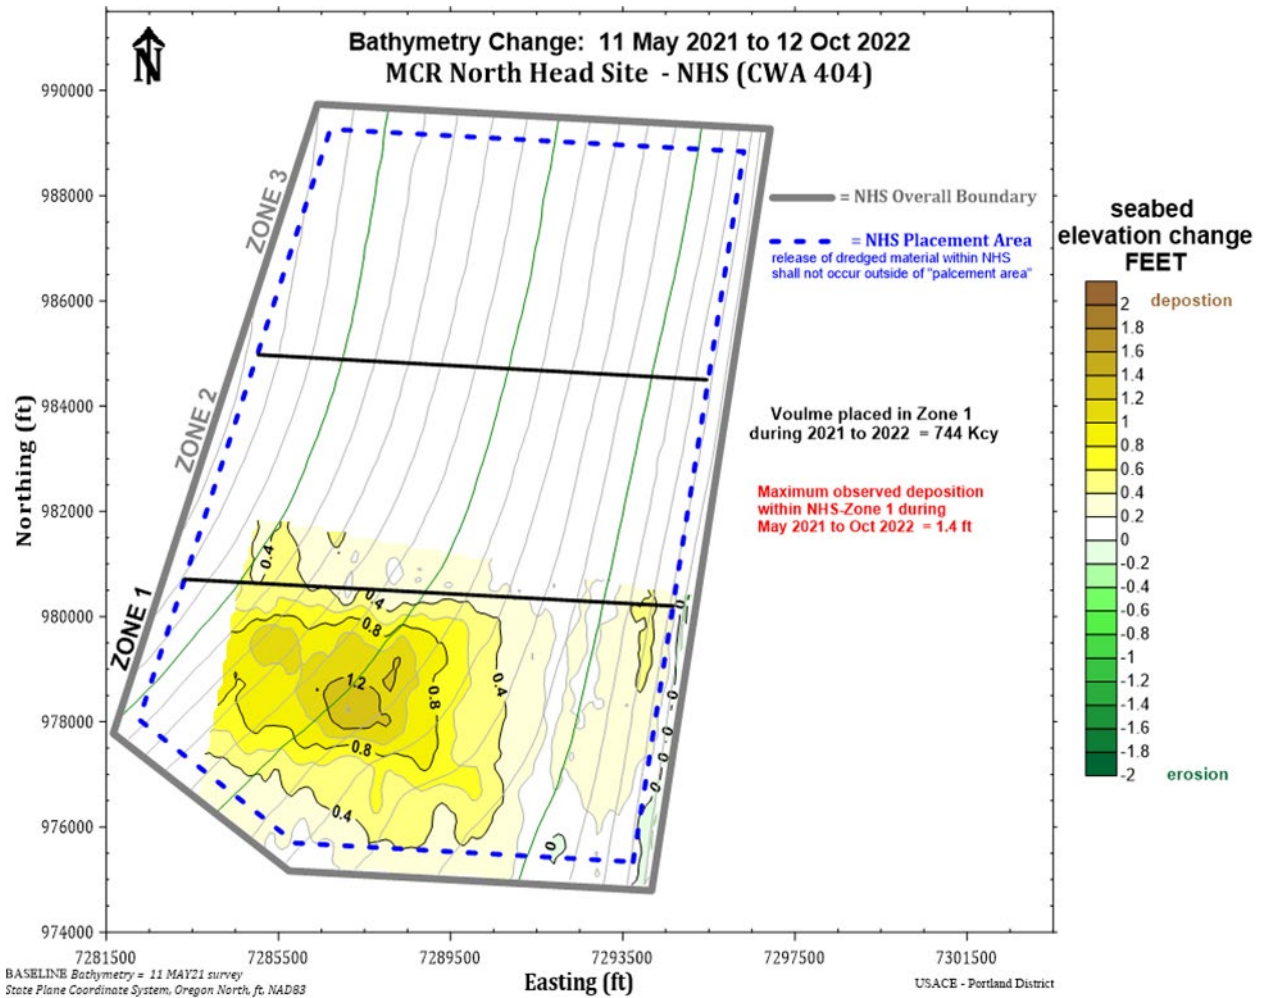 Bathymetry Change: 11 May 2021 to 12 Oct 2022
MCR North Head Site - NHS (CWA 404)
N
990000
988000
986000
984000
982000
980000
978000
976000
974000
Northing (ft)
7281500
7285500
7289500
7293500
7297500
7301500
Easting (ft)
ZONE 3
ZONE 2
ZONE 1
= NHS Overall Boundary
= NHS Placement Area
release of dredged material within NHS
shall not occur outside of "palcement area"
Voulme placed in Zone 1
during 2021 to 2022 = 744 Kcy
Maximum observed deposition
within NHS-Zone 1 during
May 2021 to Oct 2022 = 1.4 ft
0.4
0.4
0.8
1.2
0.8
0.4
0.8
0.4
0
0
0
0
0
0
seabed
elevation change
FEET
2
1.8
1.6
1.4
1.2
1
0.8
0.6
0.4
0.2
0
-0.2
-0.4
-0.6
-0.8
-1
-1.2
-1.4
-1.6
-1.8
-2
depostion
erosion
BASELINE Bathymetry = 11 MAY21 survey
State Plane Coordinate System, Oregon North, ft, NAD83
USACE - Portland District